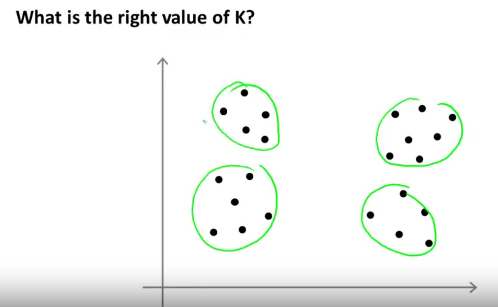 What is the right value of K?